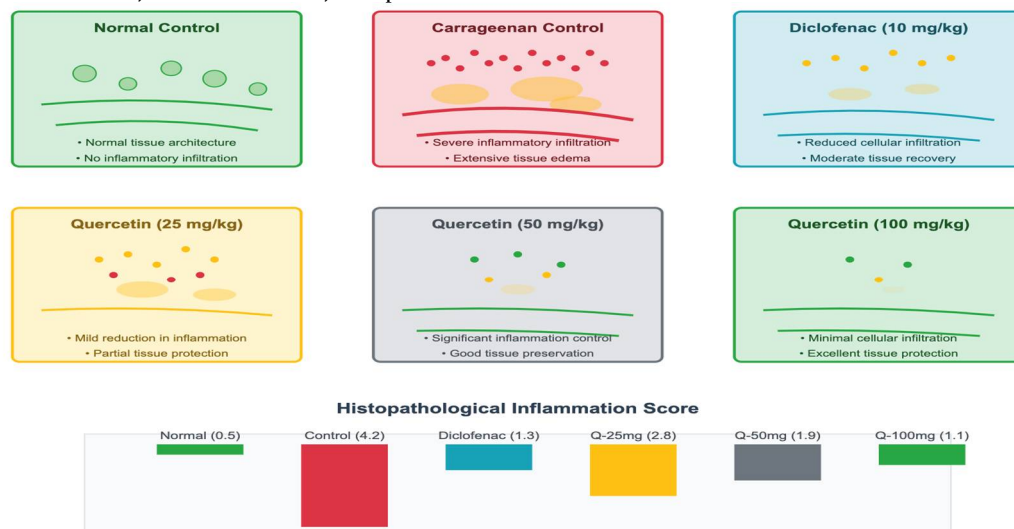 Normal Control
• Normal tissue architecture
• No inflammatory infiltration
Carrageenan Control
• Severe inflammatory infiltration
• Extensive tissue edema
Diclofenac (10 mg/kg)
• Reduced cellular infiltration
• Moderate tissue recovery
Quercetin (25 mg/kg)
• Mild reduction in inflammation
• Partial tissue protection
Quercetin (50 mg/kg)
• Significant inflammation control
• Good tissue preservation
Quercetin (100 mg/kg)
• Minimal cellular infiltration
• Excellent tissue protection
Histopathological Inflammation Score
Normal (0.5) Control (4.2) Diclofenac (1.3) Q-25mg (2.8) Q-50mg (1.9) Q-100mg (1.1)